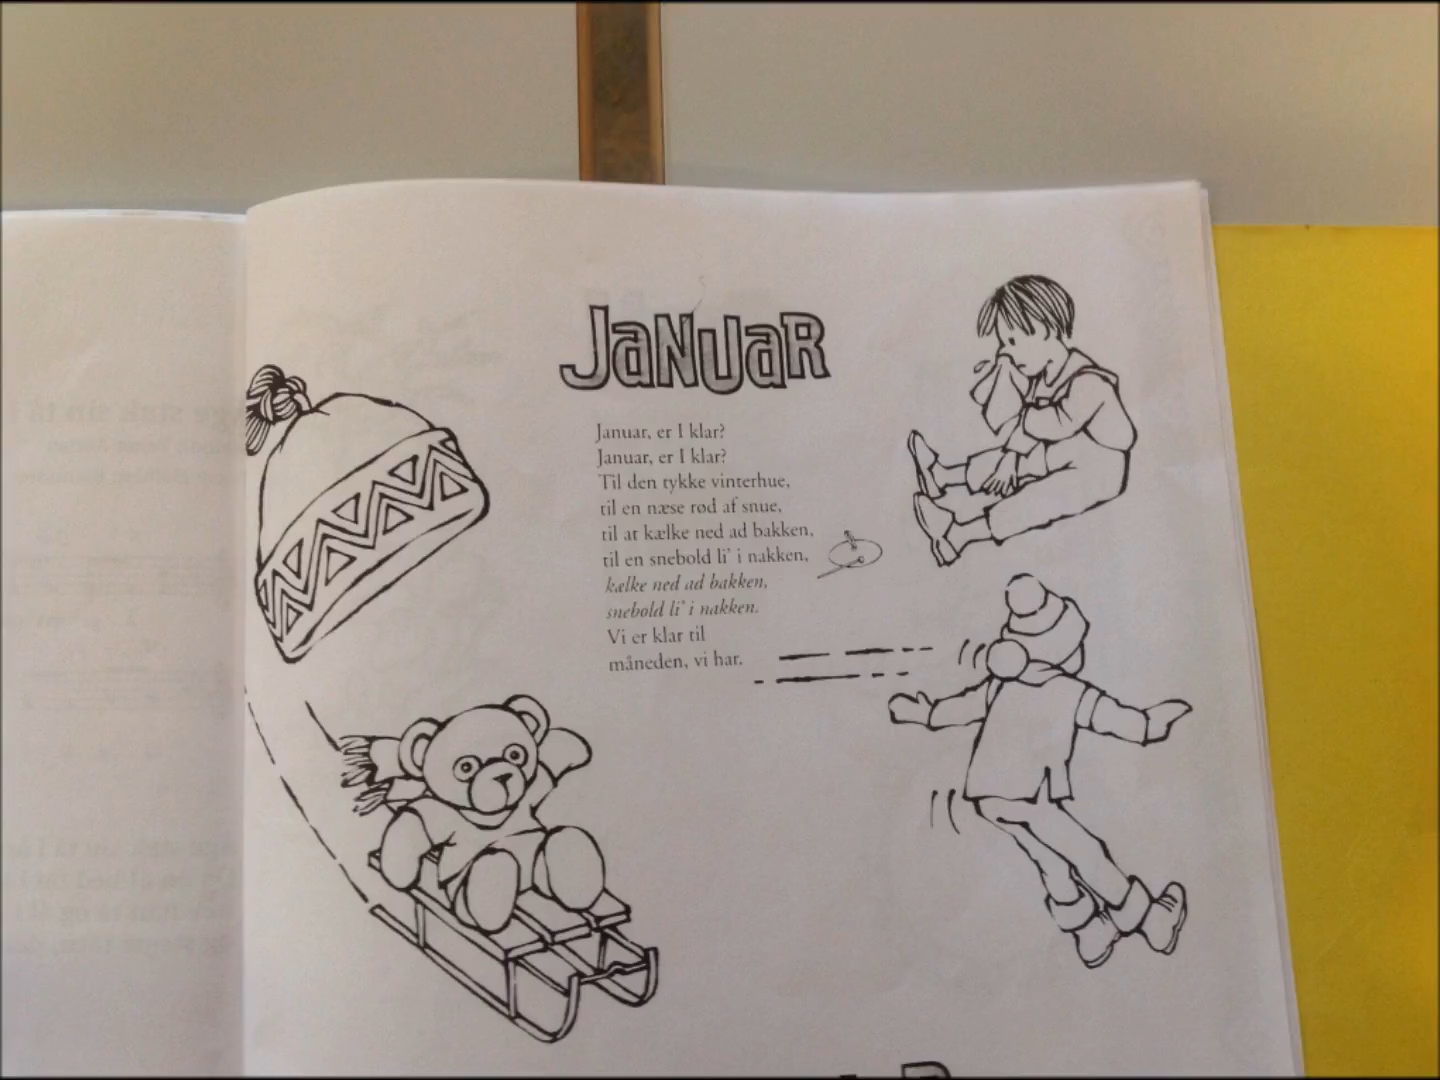 JaNUaR
Januar, er I klar?
Januar, er I klar?
Til den tykke vinterhue,
til en næse rød af snue,
til at kælke ned ad bakken,
til en snebold li' i nakken,
kælke ned ad bakken,
snebold li' i nakken.
Vi er klar til
måneden, vi har.